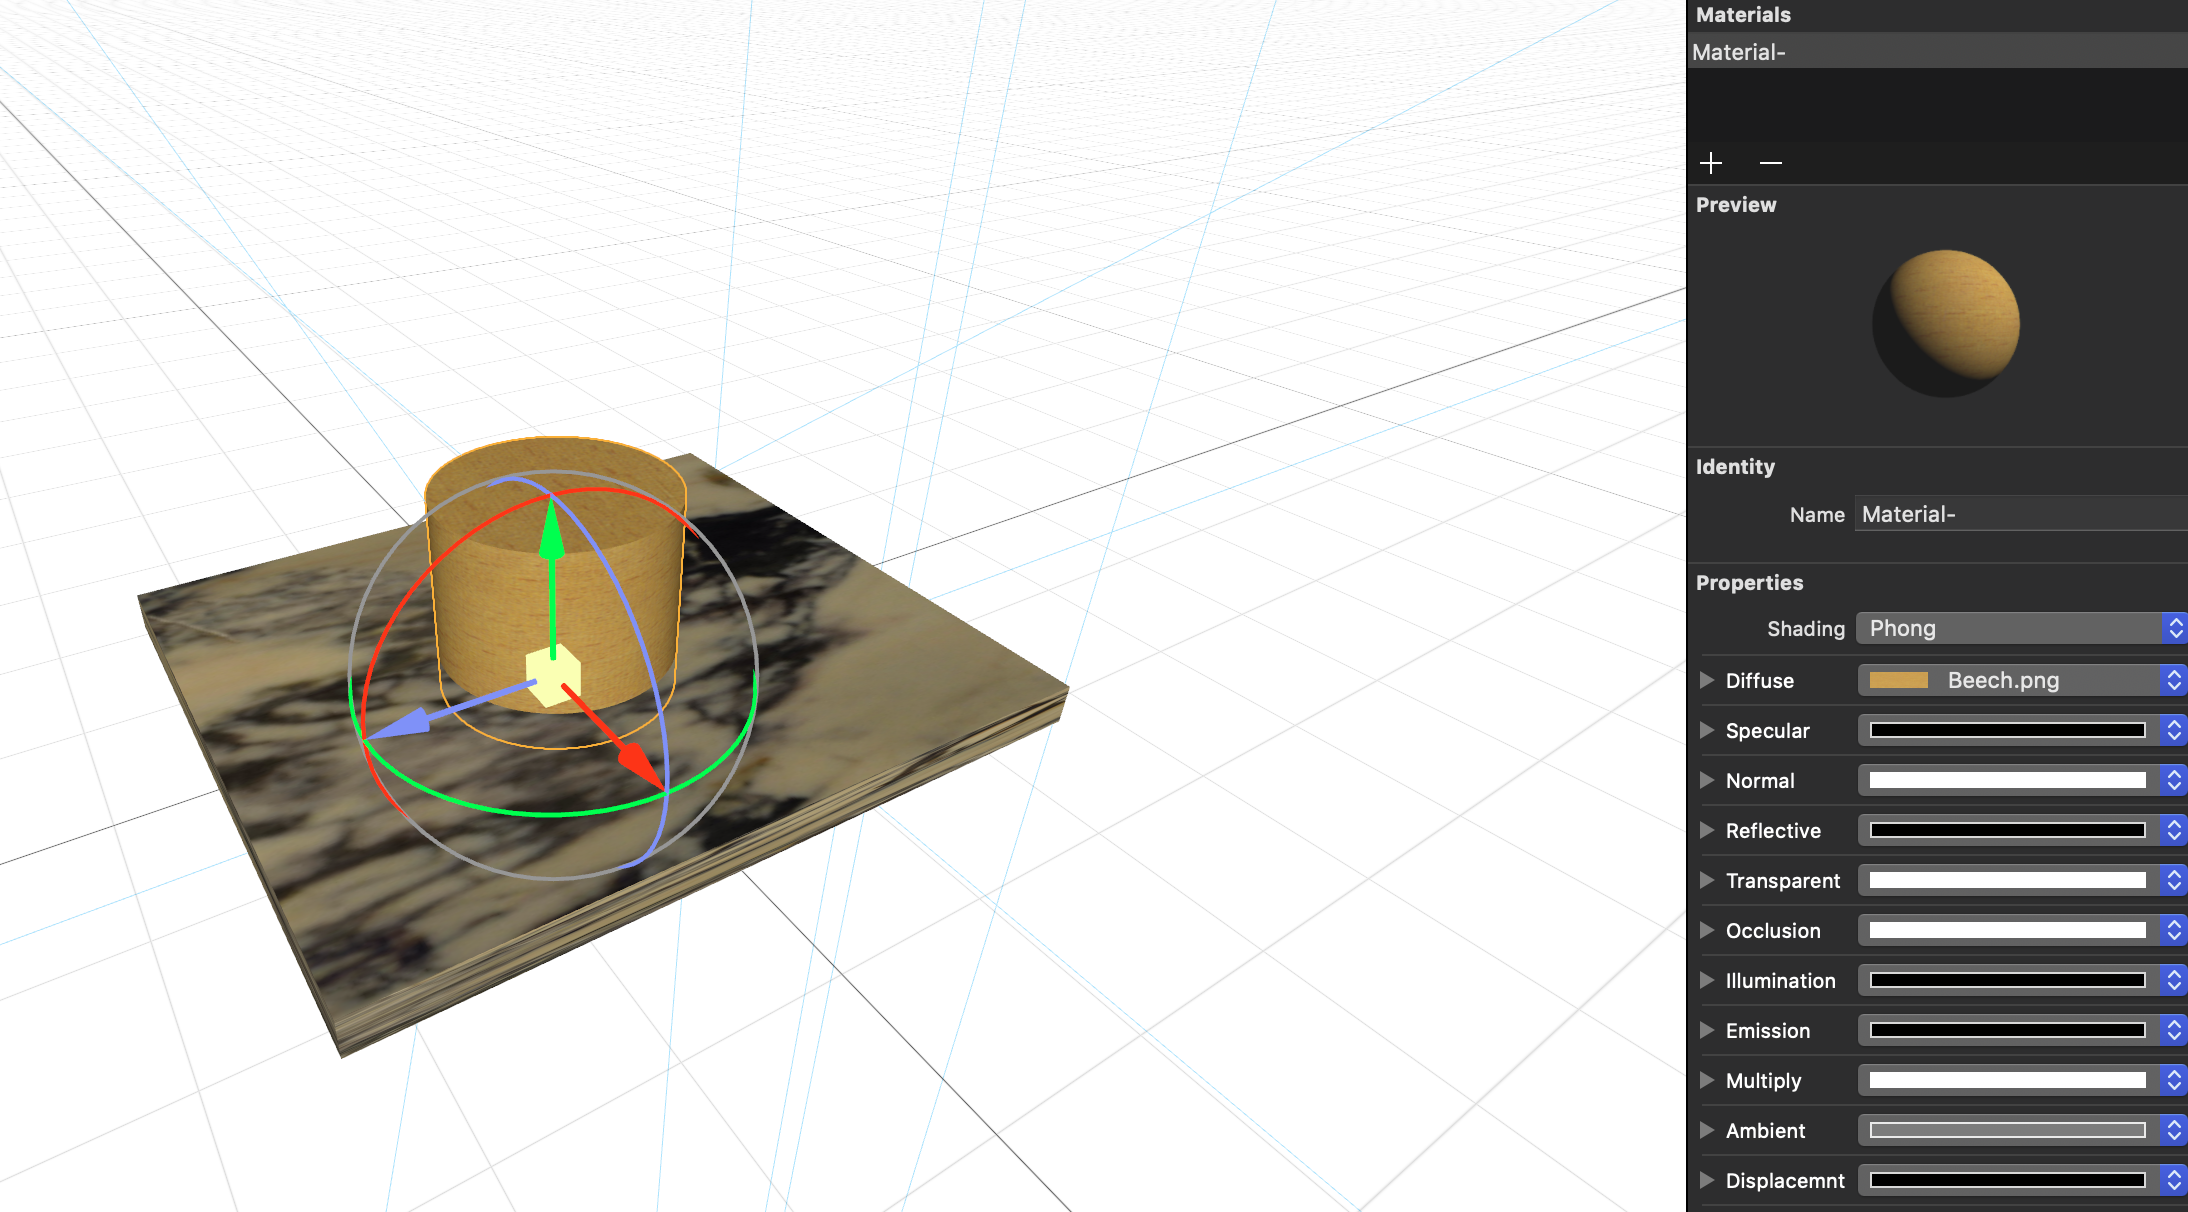 Materials
Material-
Preview
Identity
Name Material-
Properties
Shading Phong
Diffuse Beech.png
Specular
Normal
Reflective
Transparent
Occlusion
Illumination
Emission
Multiply
Ambient
Displacemnt